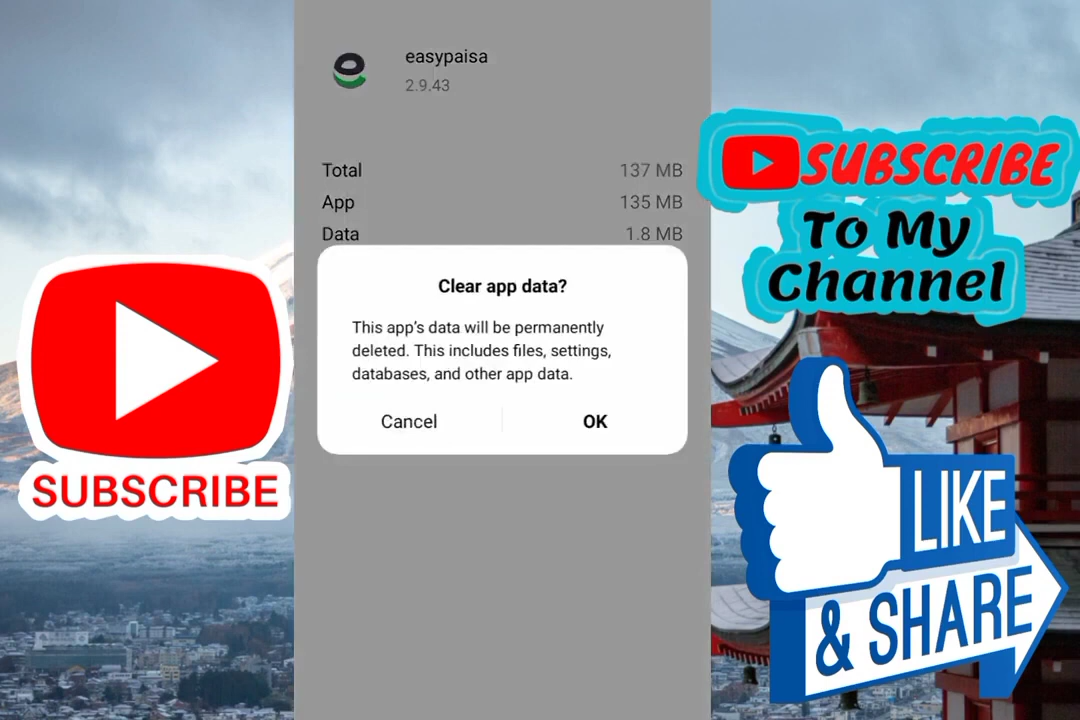 easypaisa
2.9.43
Total 137 MB
App 135 MB
Data 1.8 MB
Clear app data?
This app's data will be permanently
deleted. This includes files, settings,
databases, and other app data.
Cancel OK
SUBSCRIBE
SUBSCRIBE
To My
Channel
LIKE
& SHARE